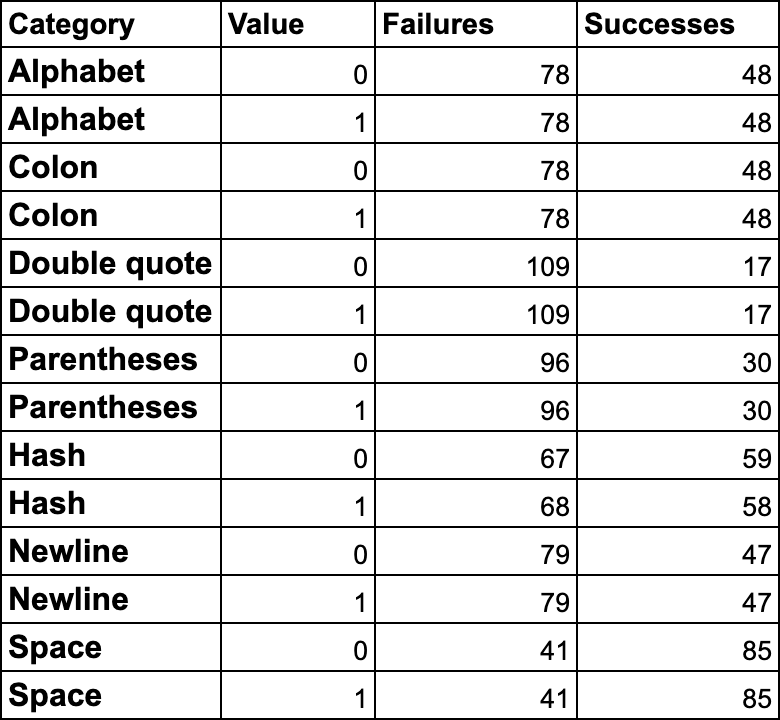 Category Value Failures Successes
Alphabet 0 78 48
Alphabet 1 78 48
Colon 0 78 48
Colon 1 78 48
Double quote 0 109 17
Double quote 1 109 17
Parentheses 0 96 30
Parentheses 1 96 30
Hash 0 67 59
Hash 1 68 58
Newline 0 79 47
Newline 1 79 47
Space 0 41 85
Space 1 41 85